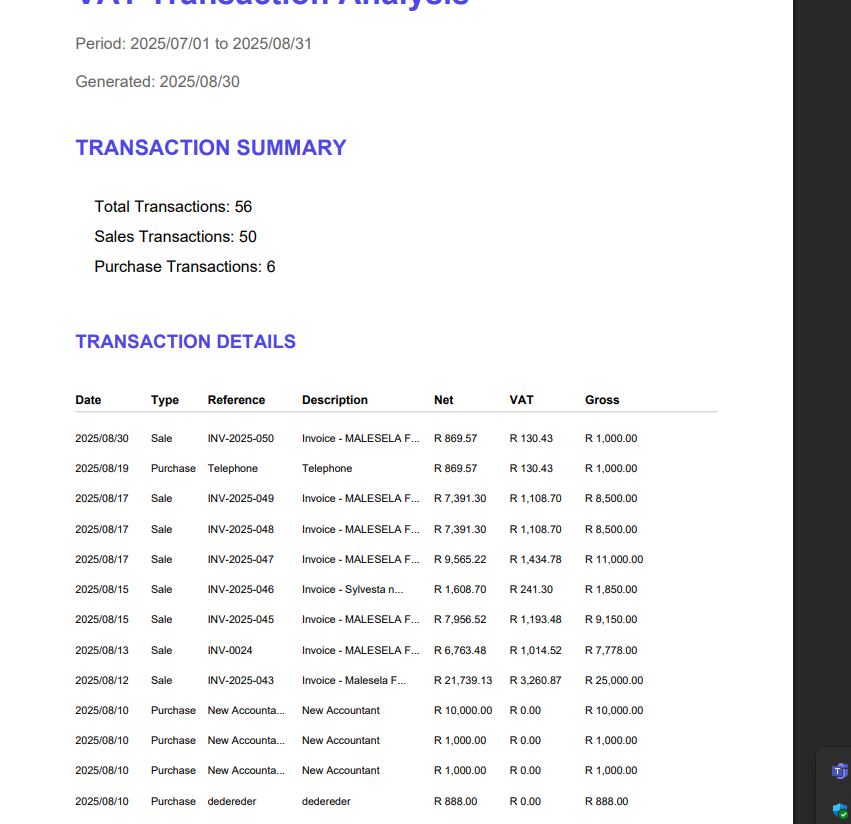 VAT Transaction Analysis
Period: 2025/07/01 to 2025/08/31
Generated: 2025/08/30
TRANSACTION SUMMARY
Total Transactions: 56
Sales Transactions: 50
Purchase Transactions: 6
TRANSACTION DETAILS
Date Type Reference Description Net VAT Gross
2025/08/30 Sale INV-2025-050 Invoice - MALESELA F... R 869.57 R 130.43 R 1,000.00
2025/08/19 Purchase Telephone Telephone R 869.57 R 130.43 R 1,000.00
2025/08/17 Sale INV-2025-049 Invoice - MALESELA F... R 7,391.30 R 1,108.70 R 8,500.00
2025/08/17 Sale INV-2025-048 Invoice - MALESELA F... R 7,391.30 R 1,108.70 R 8,500.00
2025/08/17 Sale INV-2025-047 Invoice - MALESELA F... R 9,565.22 R 1,434.78 R 11,000.00
2025/08/15 Sale INV-2025-046 Invoice - Sylvesta n... R 1,608.70 R 241.30 R 1,850.00
2025/08/15 Sale INV-2025-045 Invoice - MALESELA F... R 7,956.52 R 1,193.48 R 9,150.00
2025/08/13 Sale INV-0024 Invoice - MALESELA F... R 6,763.48 R 1,014.52 R 7,778.00
2025/08/12 Sale INV-2025-043 Invoice - Malesela F... R 21,739.13 R 3,260.87 R 25,000.00
2025/08/10 Purchase New Accounta... New Accountant R 10,000.00 R 0.00 R 10,000.00
2025/08/10 Purchase New Accounta... New Accountant R 1,000.00 R 0.00 R 1,000.00
2025/08/10 Purchase New Accounta... New Accountant R 1,000.00 R 0.00 R 1,000.00
2025/08/10 Purchase dedereder dedereder R 888.00 R 0.00 R 888.00